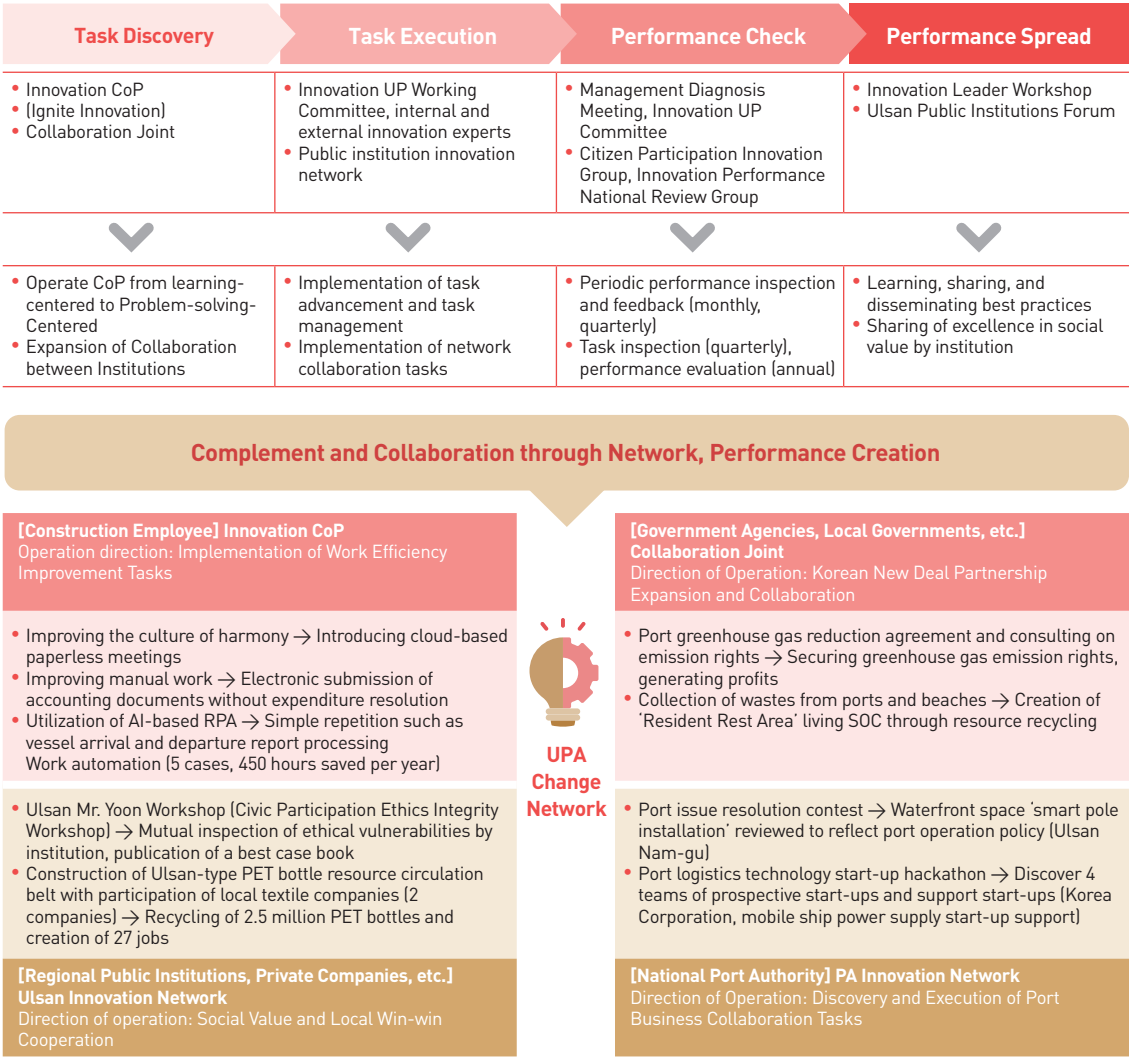 Task Discovery
Task Execution
Performance Check
Performance Spread
• Innovation CoP
• (Ignite Innovation)
• Collaboration Joint
• Innovation UP Working
Committee, internal and
external innovation experts
• Public institution innovation
network
• Management Diagnosis
Meeting, Innovation UP
Committee
• Citizen Participation Innovation
Group, Innovation Performance
National Review Group
• Innovation Leader Workshop
• Ulsan Public Institutions Forum
• Operate CoP from learning-
centered to Problem-solving-
Centered
• Expansion of Collaboration
between Institutions
• Implementation of task
advancement and task
management
• Implementation of network
collaboration tasks
• Periodic performance inspection
and feedback (monthly,
quarterly)
• Task inspection (quarterly),
performance evaluation (annual)
• Learning, sharing, and
disseminating best practices
• Sharing of excellence in social
value by institution
Complement and Collaboration through Network, Performance Creation
[Construction Employee] Innovation CoP
Operation direction: Implementation of Work Efficiency
Improvement Tasks
• Improving the culture of harmony → Introducing cloud-based
paperless meetings
• Improving manual work → Electronic submission of
accounting documents without expenditure resolution
• Utilization of AI-based RPA → Simple repetition such as
vessel arrival and departure report processing
Work automation (5 cases, 450 hours saved per year)
[Government Agencies, Local Governments, etc.]
Collaboration Joint
Direction of Operation: Korean New Deal Partnership
Expansion and Collaboration
• Port greenhouse gas reduction agreement and consulting on
emission rights → Securing greenhouse gas emission rights,
generating profits
• Collection of wastes from ports and beaches → Creation of
‘Resident Rest Area’ living SOC through resource recycling
UPA
Change
Network
• Ulsan Mr. Yoon Workshop (Civic Participation Ethics Integrity
Workshop) → Mutual inspection of ethical vulnerabilities by
institution, publication of a best case book
• Construction of Ulsan-type PET bottle resource circulation
belt with participation of local textile companies (2
companies) → Recycling of 2.5 million PET bottles and
creation of 27 jobs
[Regional Public Institutions, Private Companies, etc.]
Ulsan Innovation Network
Direction of operation: Social Value and Local Win-win
Cooperation
• Port issue resolution contest → Waterfront space ‘smart pole
installation’ reviewed to reflect port operation policy (Ulsan
Nam-gu)
• Port logistics technology start-up hackathon → Discover 4
teams of prospective start-ups and support start-ups (Korea
Corporation, mobile ship power supply start-up support)
[National Port Authority] PA Innovation Network
Direction of Operation: Discovery and Execution of Port
Business Collaboration Tasks